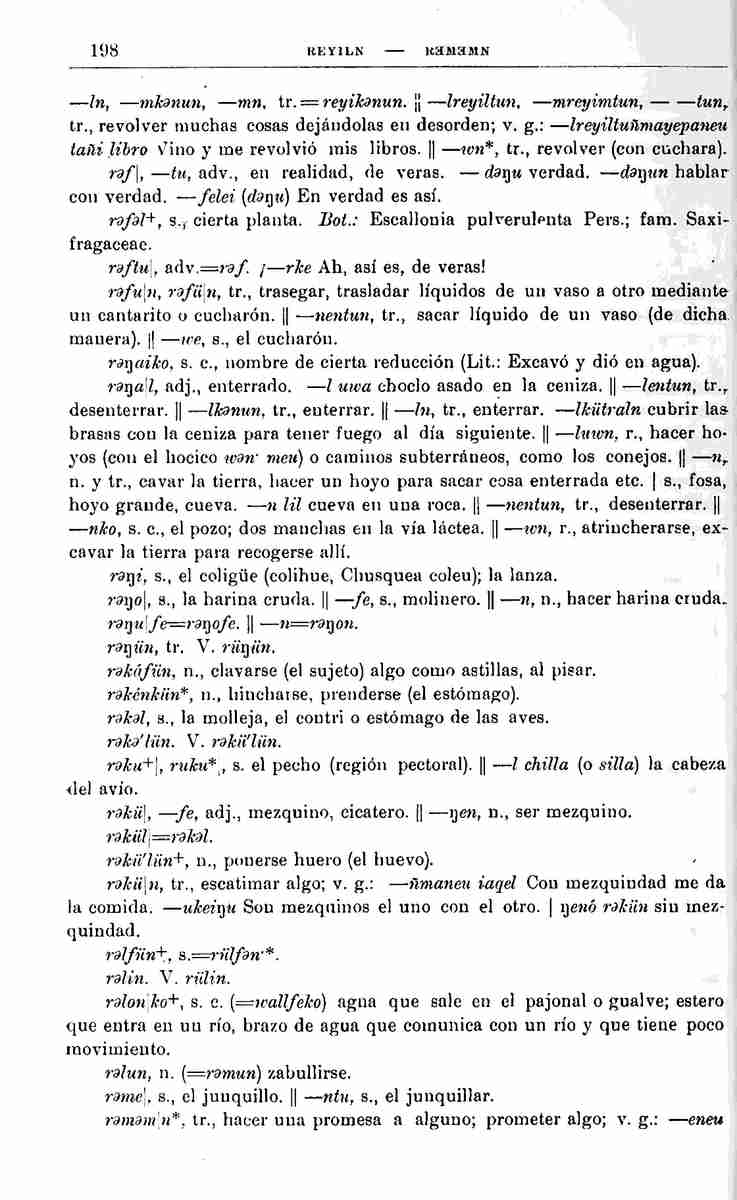 198 REYILN — RƏMƏMN
—ln, —mkənun, —mn, tr. = reyikənun. || —lreyiltun, —mreyimtun, — —tun,
tr., revolver muchas cosas dejándolas en desorden; v. g.: —lreyiltuñmayepaneu
tañi libro Vino y me revolvió mis libros. || —wn*, tr., revolver (con cuchara).
rəf|, —tu, adv., en realidad, de veras. — dəŋu verdad. —dəŋun hablar
con verdad. —felei (dəŋu) En verdad es así.
rəfəl+, s., cierta planta. Bot.: Escallonia pulverulenta Pers.; fam. Saxi-
fragaceae.
rəftu|, adv.=rəf. ¡—rke Ah, así es, de veras!
rəfu|n, rəfü|n, tr., trasegar, trasladar líquidos de un vaso a otro mediante
un cantarito o cucharón. || —nentun, tr., sacar líquido de un vaso (de dicha
manera). || —we, s., el cucharón.
rəŋaiko, s. c., nombre de cierta reducción (Lit.: Excavó y dió en agua).
rəŋa|l, adj., enterrado. —l uwa choclo asado en la ceniza. || —lentun, tr.,
desenterrar. || —lkənun, tr., enterrar. || —ln, tr., enterrar. —lkütraln cubrir las
brasas con la ceniza para tener fuego al día siguiente. || —luwn, r., hacer ho-
yos (con el hocico wən· meu) o caminos subterráneos, como los conejos. || —n,
n. y tr., cavar la tierra, hacer un hoyo para sacar cosa enterrada etc. | s., fosa,
hoyo grande, cueva. —n lil cueva en una roca. || —nentun, tr., desenterrar. ||
—nko, s. c., el pozo; dos manchas en la vía láctea. || —wn, r., atrincherarse, ex-
cavar la tierra para recogerse allí.
rəŋi, s., el coligüe (colihue, Chusquea coleu); la lanza.
rəŋo|, s., la harina cruda. || —fe, s., molinero. || —n, n., hacer harina cruda.
rəŋu|fe=rəŋofe. || —n=rəŋon.
rəŋün, tr. V. rüŋün.
rəkáfün, n., clavarse (el sujeto) algo como astillas, al pisar.
rəkénkün*, n., hincharse, prenderse (el estómago).
rəkəl, s., la molleja, el contri o estómago de las aves.
rəkə'lün. V. rəkü'lün.
rəku+|, ruku*|, s. el pecho (región pectoral). || —l chilla (o silla) la cabeza
del avío.
rəkü|, —fe, adj., mezquino, cicatero. || —ŋen, n., ser mezquino.
rəkül|=rəkəl.
rəkü'lün+, n., ponerse huero (el huevo).
rəkü|n, tr., escatimar algo; v. g.: —ñmaneu iaqel Con mezquindad me da
la comida. —ukeiŋu Son mezquinos el uno con el otro. | ŋenó rəkün sin mez-
quindad.
rəlfün+, s.=rülfən·*.
rəlin. V. rülin.
rəlon|ko+, s. c. (=wallfeko) agua que sale en el pajonal o gualve; estero
que entra en un río, brazo de agua que comunica con un río y que tiene poco
movimiento.
rəlun, n. (=rəmun) zabullirse.
rəme|, s., el junquillo. || —ntu, s., el junquillar.
rəməm|n*, tr., hacer una promesa a alguno; prometer algo; v. g.: —eneu